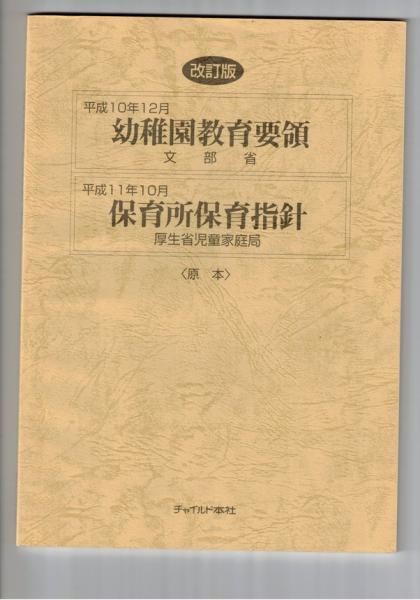 改訂版
平成10年12月
幼稚園教育要領
文部省
平成11年10月
保育所保育指針
厚生省児童家庭局
〈原本〉
チャイルド本社